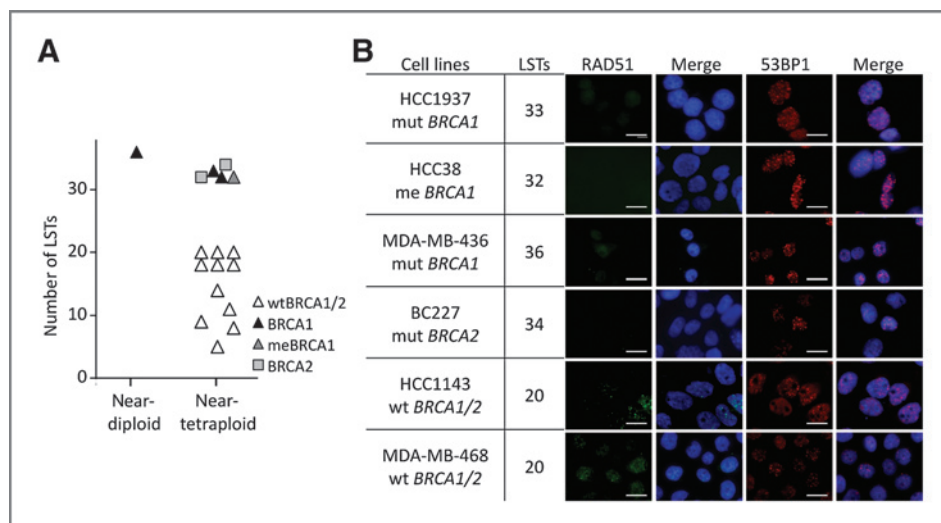 A
Number of LSTs
30
20
10
0
Near-
diploid
Near-
tetraploid
wtBRCA1/2
BRCA1
meBRCA1
BRCA2
B
Cell lines LSTs RAD51 Merge 53BP1 Merge
HCC1937
mut BRCA1
33
HCC38
me BRCA1
32
MDA-MB-436
mut BRCA1
36
BC227
mut BRCA2
34
HCC1143
wt BRCA1/2
20
MDA-MB-468
wt BRCA1/2
20